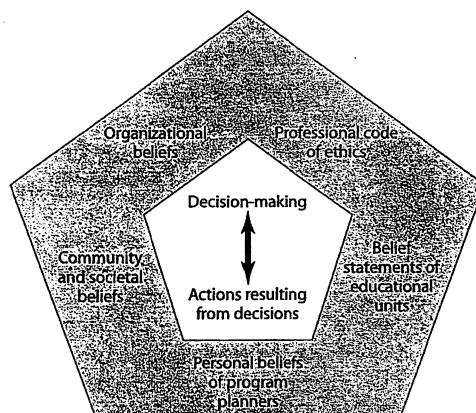 Organizational
beliefs
Professional code
of ethics
Decision-making
Actions resulting
from decisions
Community
and societal
beliefs
Belief
statements of
educational
units
Personal beliefs
of program
planners